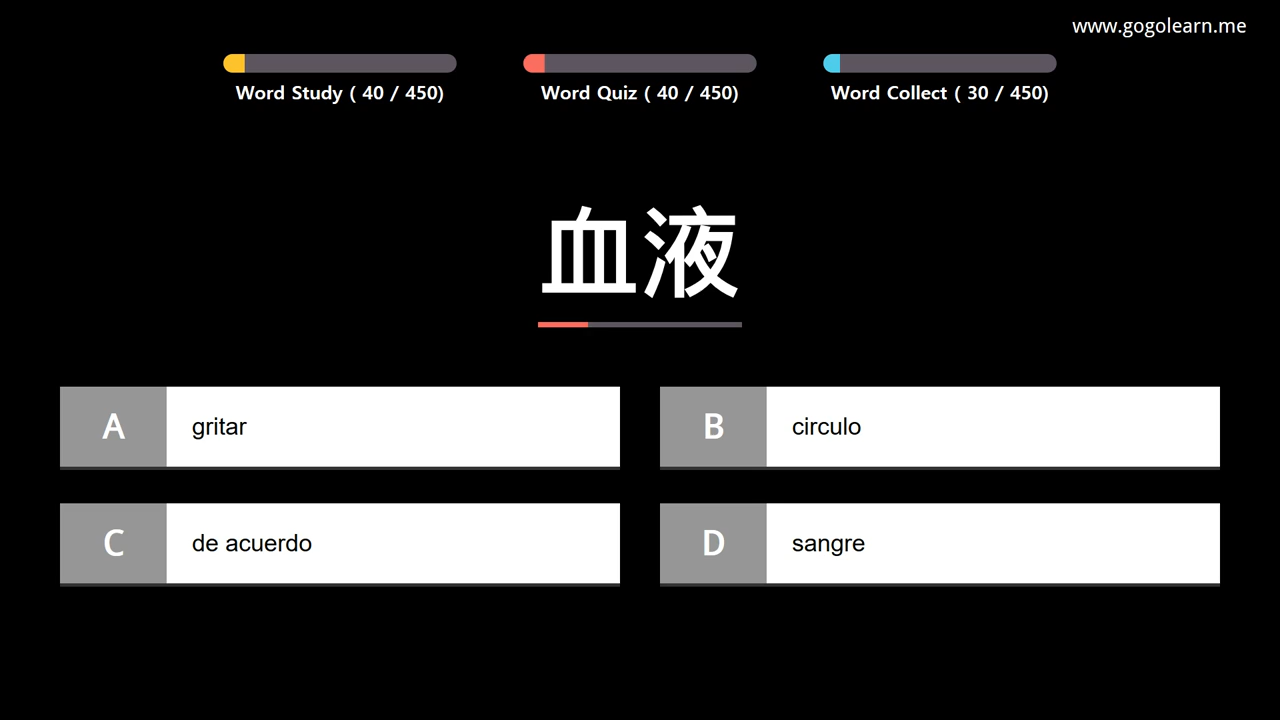 www.gogolearn.me
Word Study ( 40 / 450)
Word Quiz ( 40 / 450)
Word Collect ( 30 / 450)
血液
A gritar
B circulo
C de acuerdo
D sangre